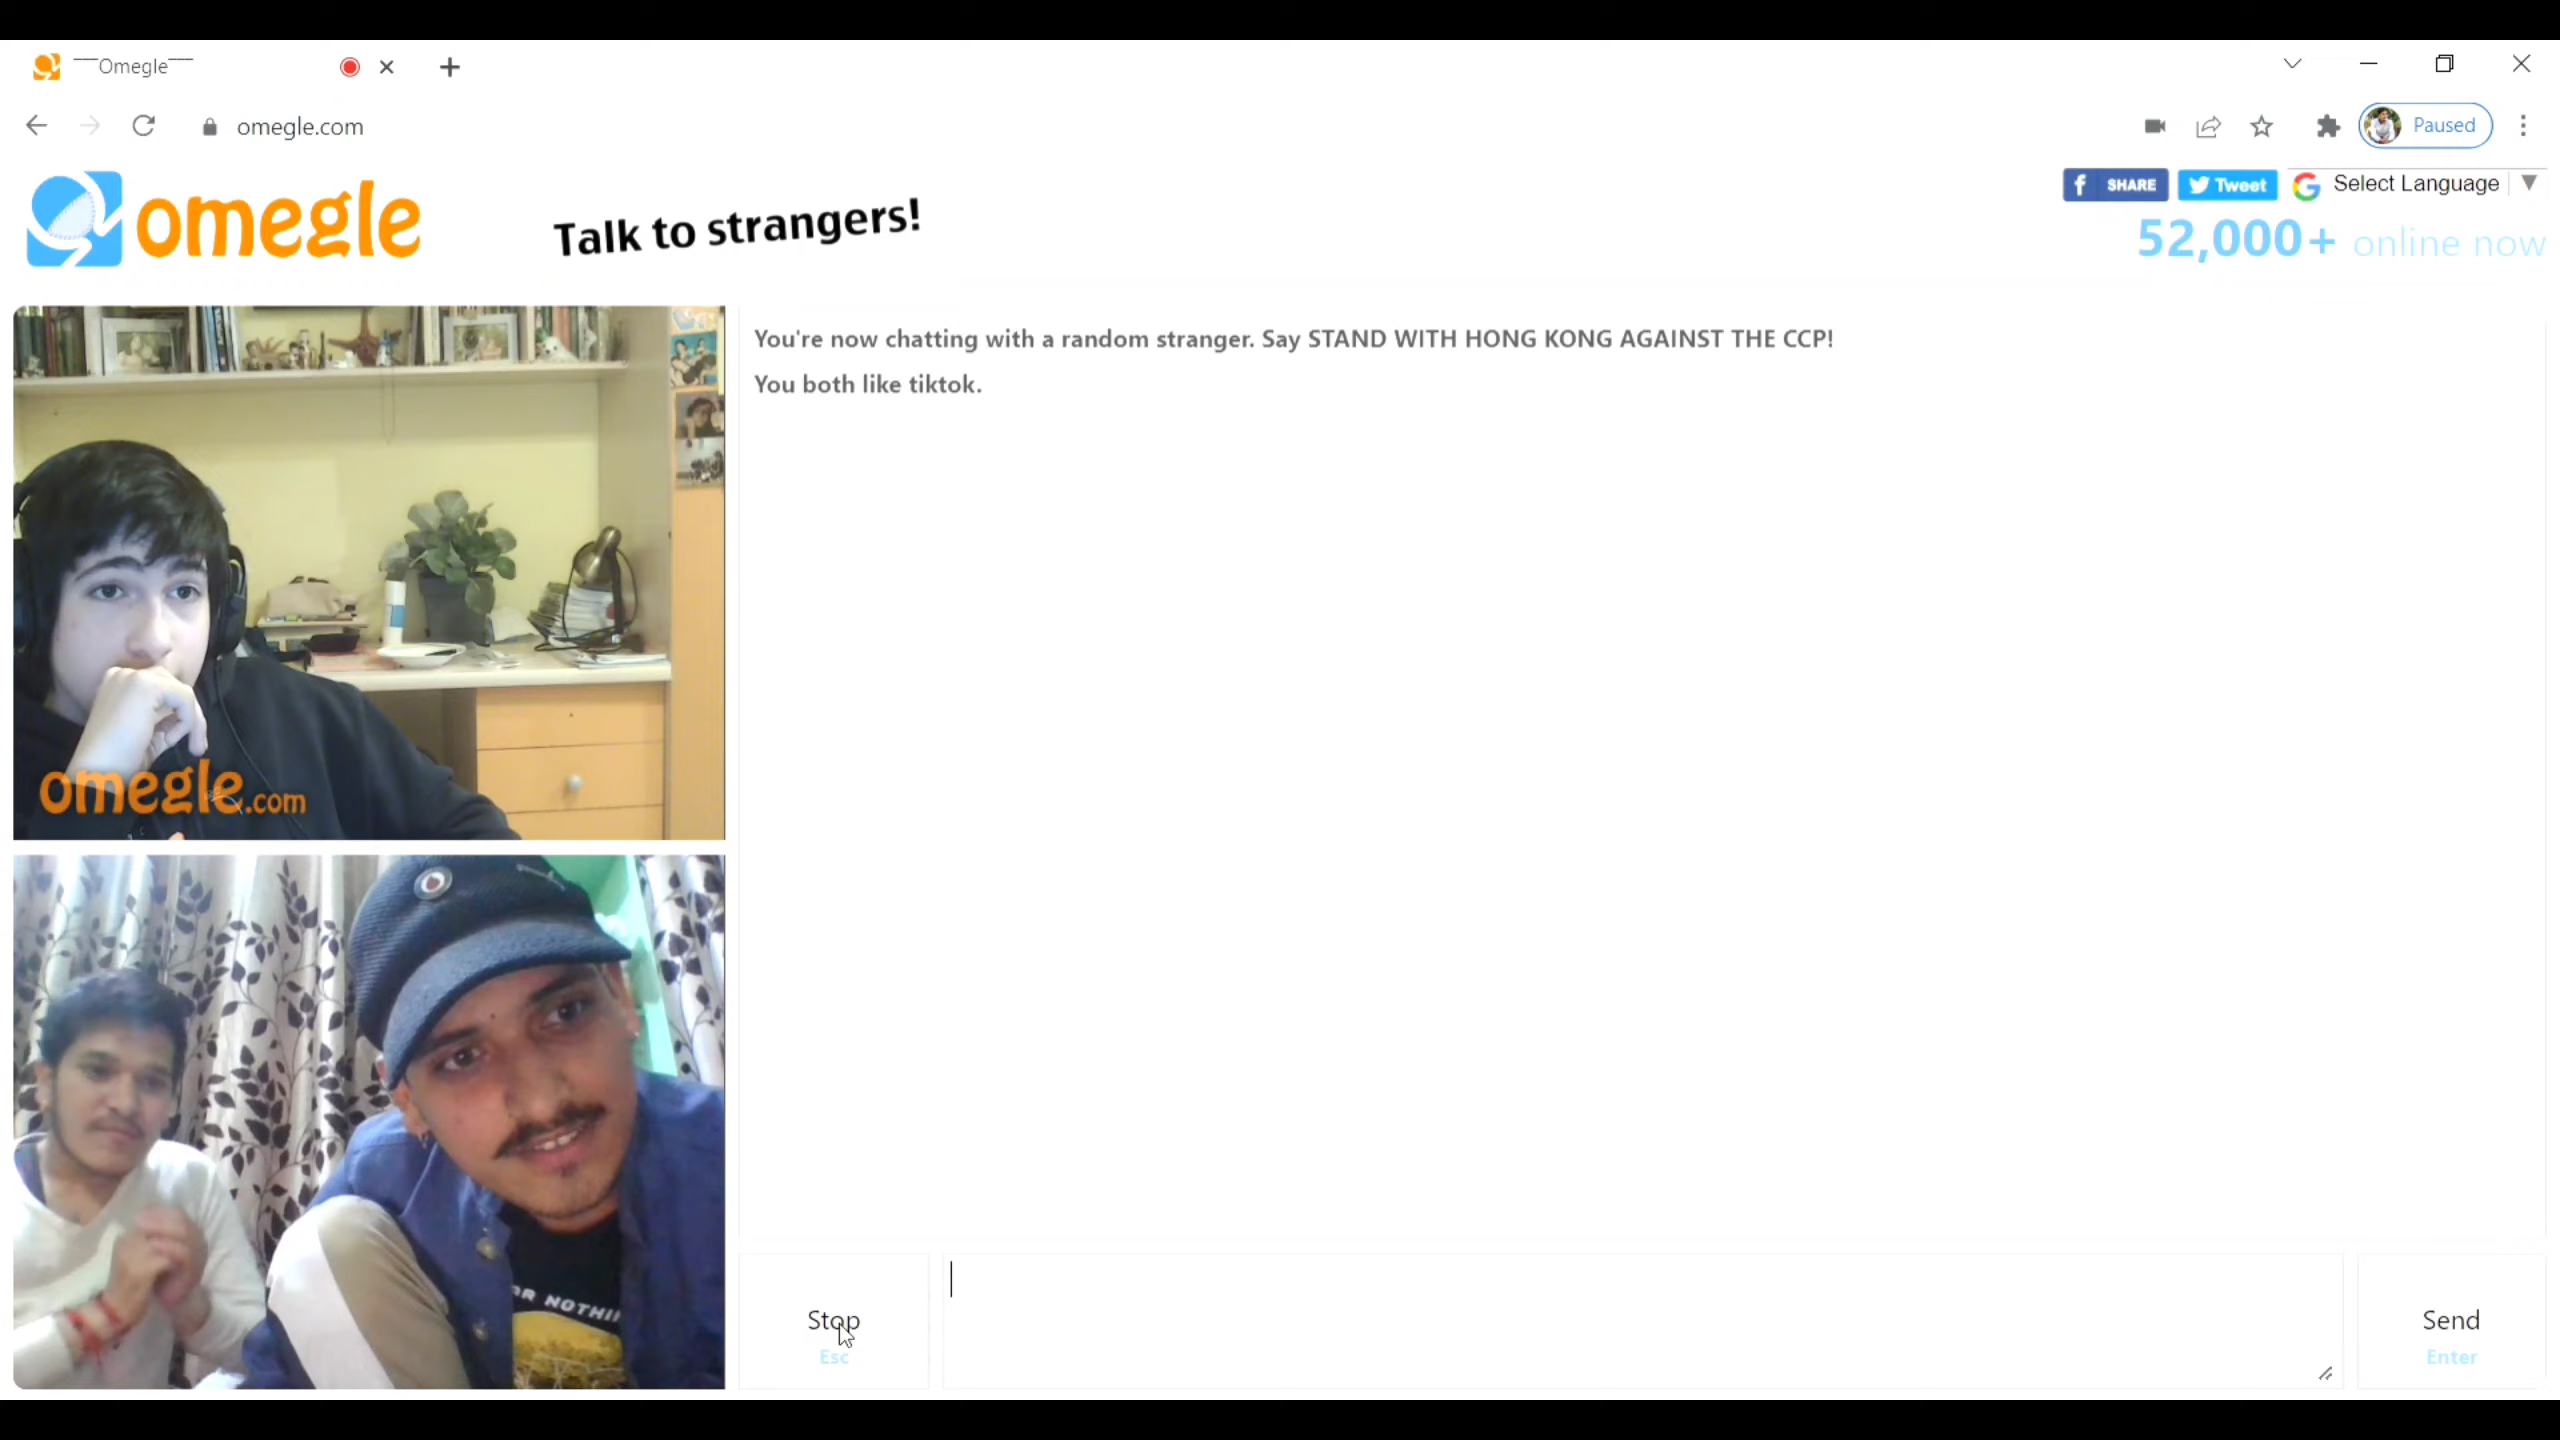 Omegle
omegle.com
Paused
omegle
Talk to strangers!
SHARE
Tweet
Select Language
52,000+ online now
You're now chatting with a random stranger. Say STAND WITH HONG KONG AGAINST THE CCP!
You both like tiktok.
omegle.com
OR NOTHI
Stop
Esc
Send
Enter